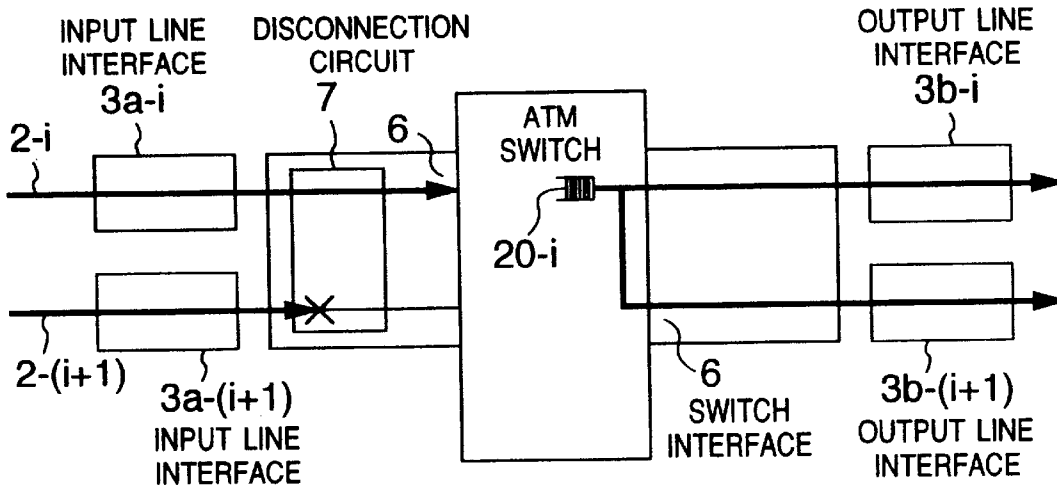 INPUT LINE
INTERFACE
3a-i
DISCONNECTION
CIRCUIT
7
OUTPUT LINE
INTERFACE
3b-i
2-i
6
ATM
SWITCH
20-i
2-(i+1)
3a-(i+1)
INPUT LINE
INTERFACE
6
SWITCH
INTERFACE
3b-(i+1)
OUTPUT LINE
INTERFACE